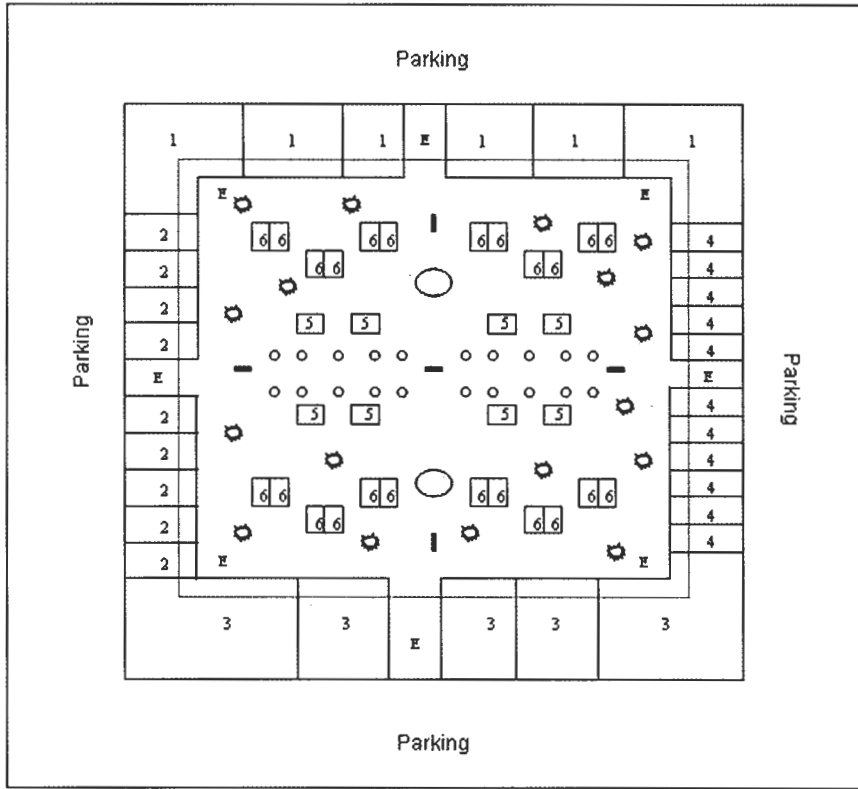 Parking
1 1 1 E 1 1 1
E E
2 6 6 6 6 6 6 6 6 4
2 6 6 6 6 4
2 4
2 5 5 5 5 4
4
Parking E E Parking
2 5 5 5 5 4
2 4
2 6 6 6 6 6 6 6 6 4
2 6 6 6 6 4
4
2 E E 4
3 3 3 3 3
E
Parking